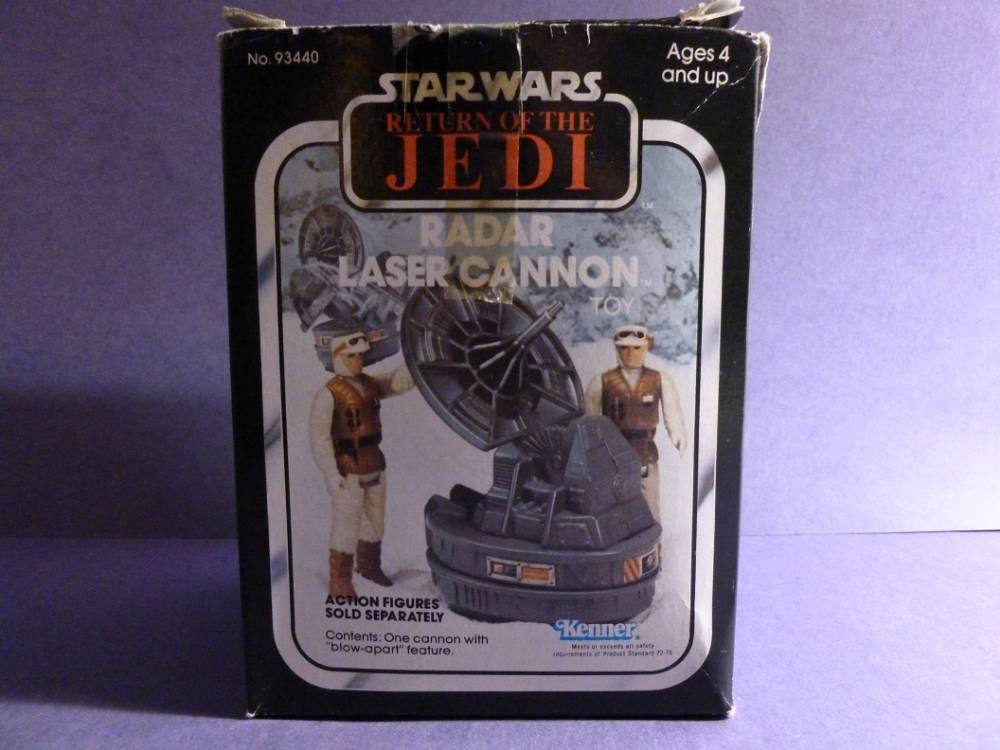 No. 93440
Ages 4
and up
STAR WARS
RETURN OF THE
JEDI
TM
RADAR
LASER CANNON TM
TOY
ACTION FIGURES
SOLD SEPARATELY
Contents: One cannon with
"blow-apart" feature.
Kenner®
Meets or exceeds all safety
requirements of Product Standard 72-76